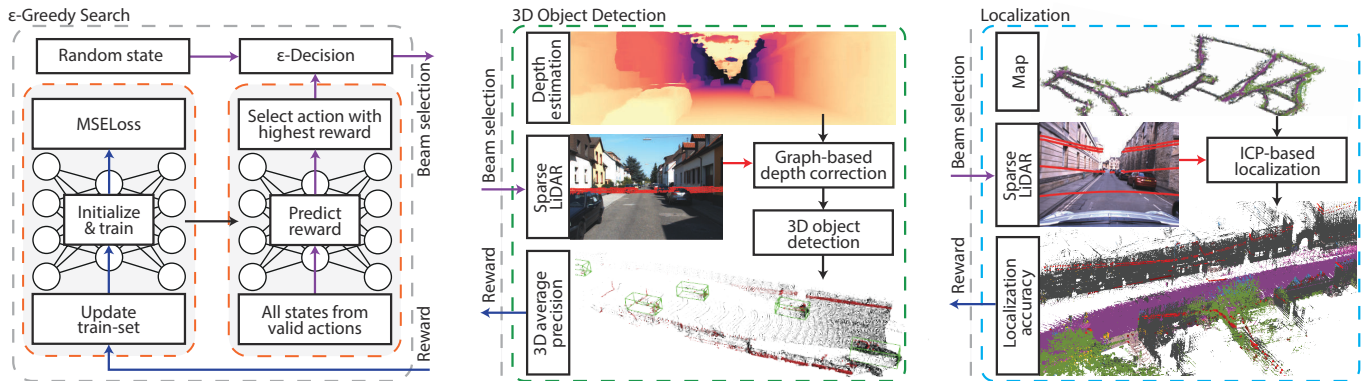 ε-Greedy Search
Random state
ε-Decision
MSELoss
Select action with
highest reward
Initialize
& train
Predict
reward
Update
train-set
All states from
valid actions
Beam selection
Reward
3D Object Detection
Beam selection
Reward
Depth
estimation
Sparse
LiDAR
Graph-based
depth correction
3D object
detection
3D average
precision
Localization
Beam selection
Reward
Map
Sparse
LiDAR
ICP-based
localization
Localization
accuracy